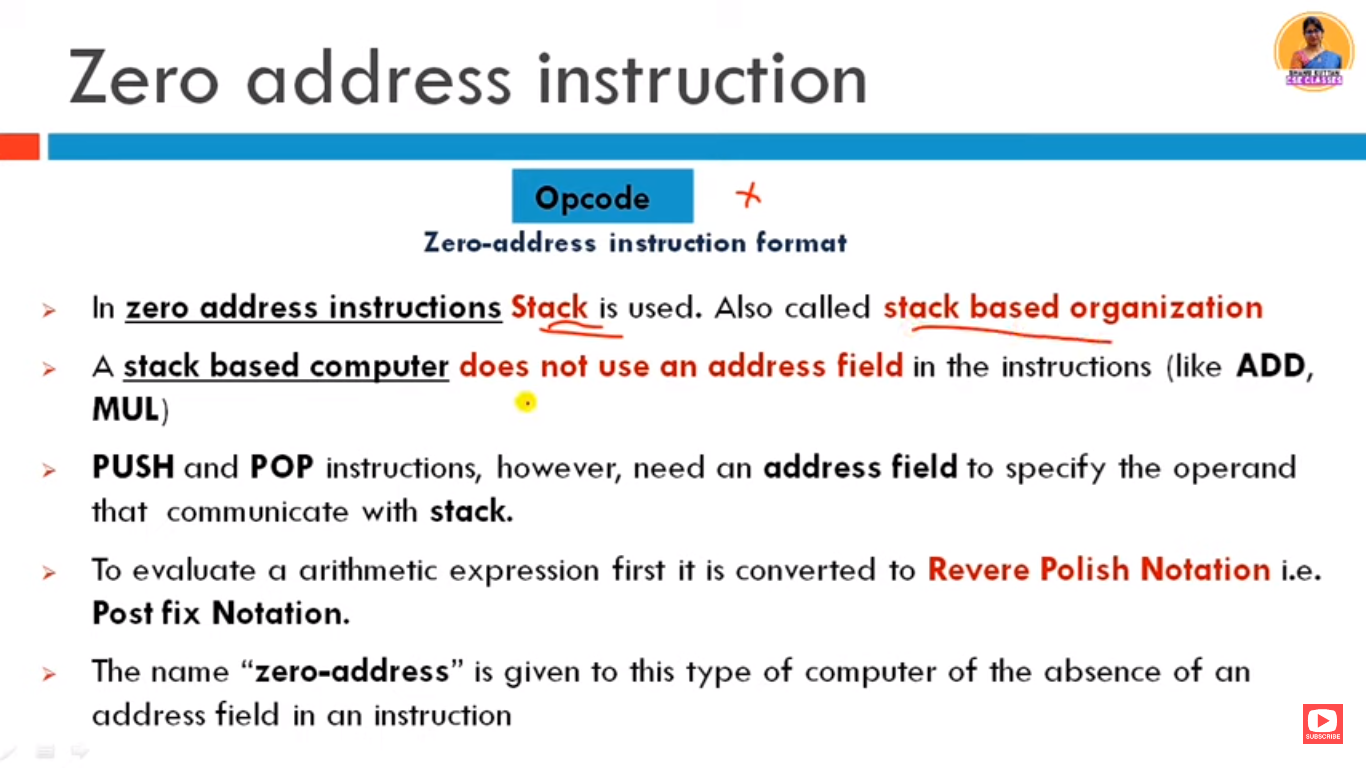 Zero address instruction
CSE CLASSES
Opcode
Zero-address instruction format
In zero address instructions Stack is used. Also called stack based organization
A stack based computer does not use an address field in the instructions (like ADD,
MUL)
PUSH and POP instructions, however, need an address field to specify the operand
that communicate with stack.
To evaluate a arithmetic expression first it is converted to Revere Polish Notation i.e.
Post fix Notation.
The name “zero-address” is given to this type of computer of the absence of an
address field in an instruction
SUBSCRIBE